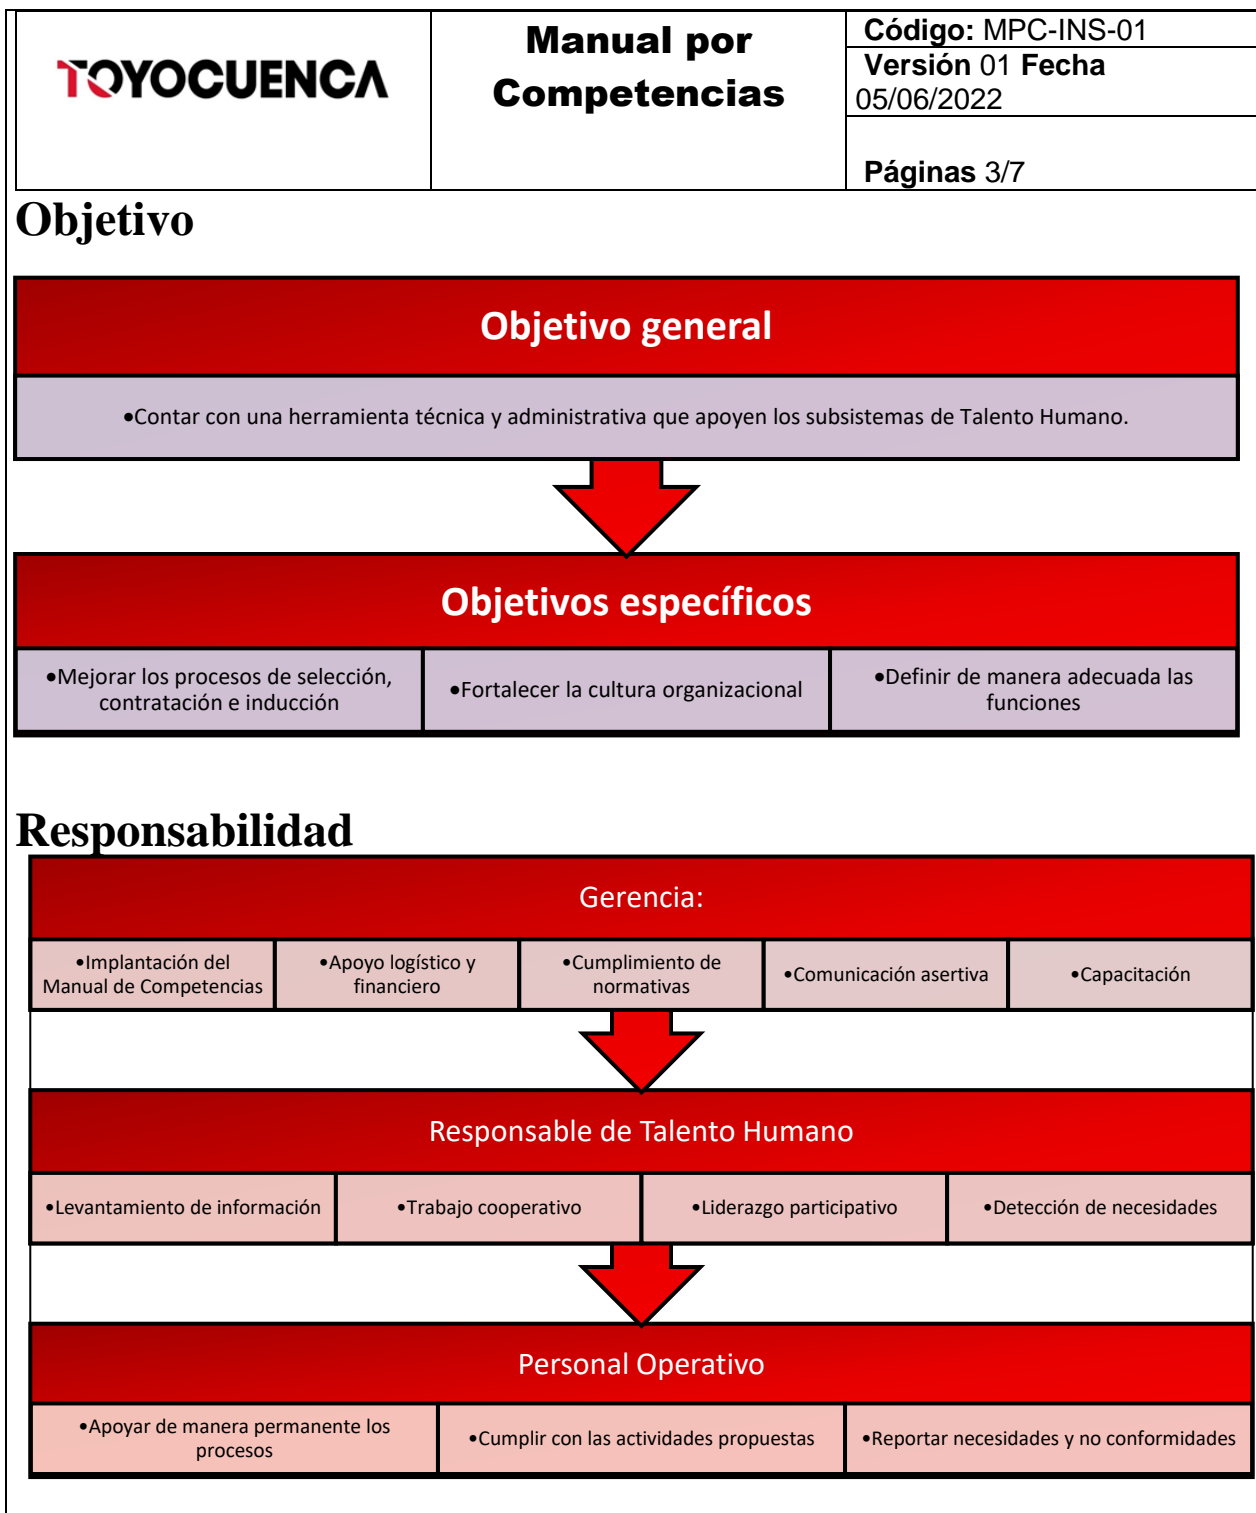 TOYOCUENCA
Manual por
Competencias
Código: MPC-INS-01
Versión 01 Fecha
05/06/2022
Páginas 3/7
Objetivo
Objetivo general
•Contar con una herramienta técnica y administrativa que apoyen los subsistemas de Talento Humano.
Objetivos específicos
•Mejorar los procesos de selección,
contratación e inducción
•Fortalecer la cultura organizacional
•Definir de manera adecuada las
funciones
Responsabilidad
Gerencia:
•Implantación del
Manual de Competencias
•Apoyo logístico y
financiero
•Cumplimiento de
normativas
•Comunicación asertiva
•Capacitación
Responsable de Talento Humano
•Levantamiento de información
•Trabajo cooperativo
•Liderazgo participativo
•Detección de necesidades
Personal Operativo
•Apoyar de manera permanente los
procesos
•Cumplir con las actividades propuestas
•Reportar necesidades y no conformidades